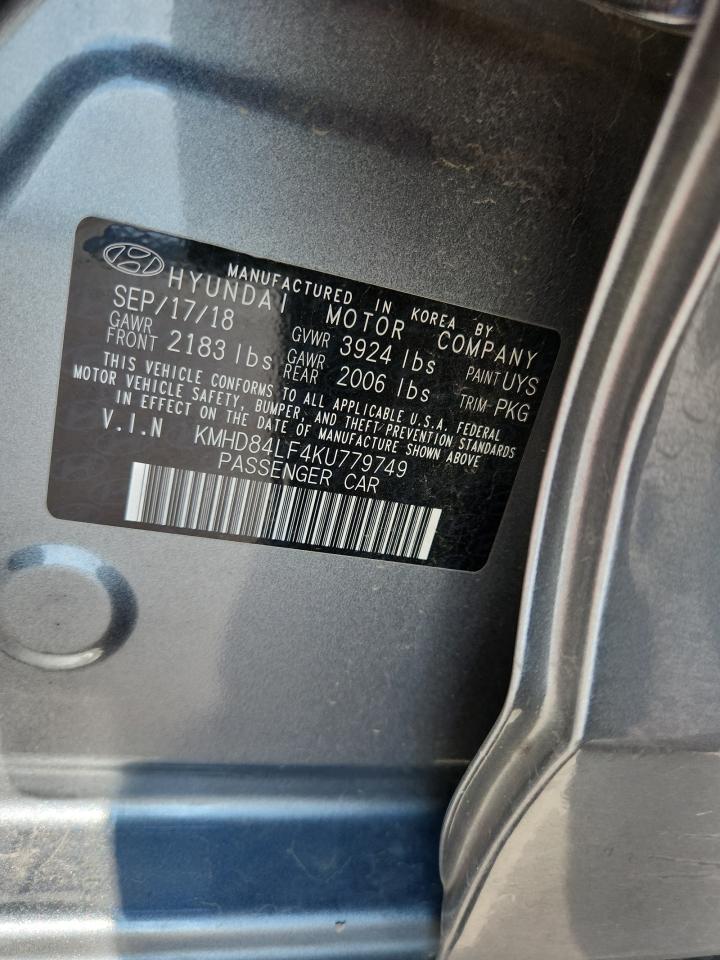 MANUFACTURED IN KOREA BY
HYUNDAI MOTOR COMPANY
SEP/17/18 GVWR 3924 lbs PAINT UYS
GAWR FRONT 2183 lbs GAWR REAR 2006 lbs TRIM-PKG
THIS VEHICLE CONFORMS TO ALL APPLICABLE U.S.A. FEDERAL
MOTOR VEHICLE SAFETY, BUMPER, AND THEFT PREVENTION STANDARDS
IN EFFECT ON THE DATE OF MANUFACTURE SHOWN ABOVE
V.I.N KMHD84LF4KU779749
PASSENGER CAR